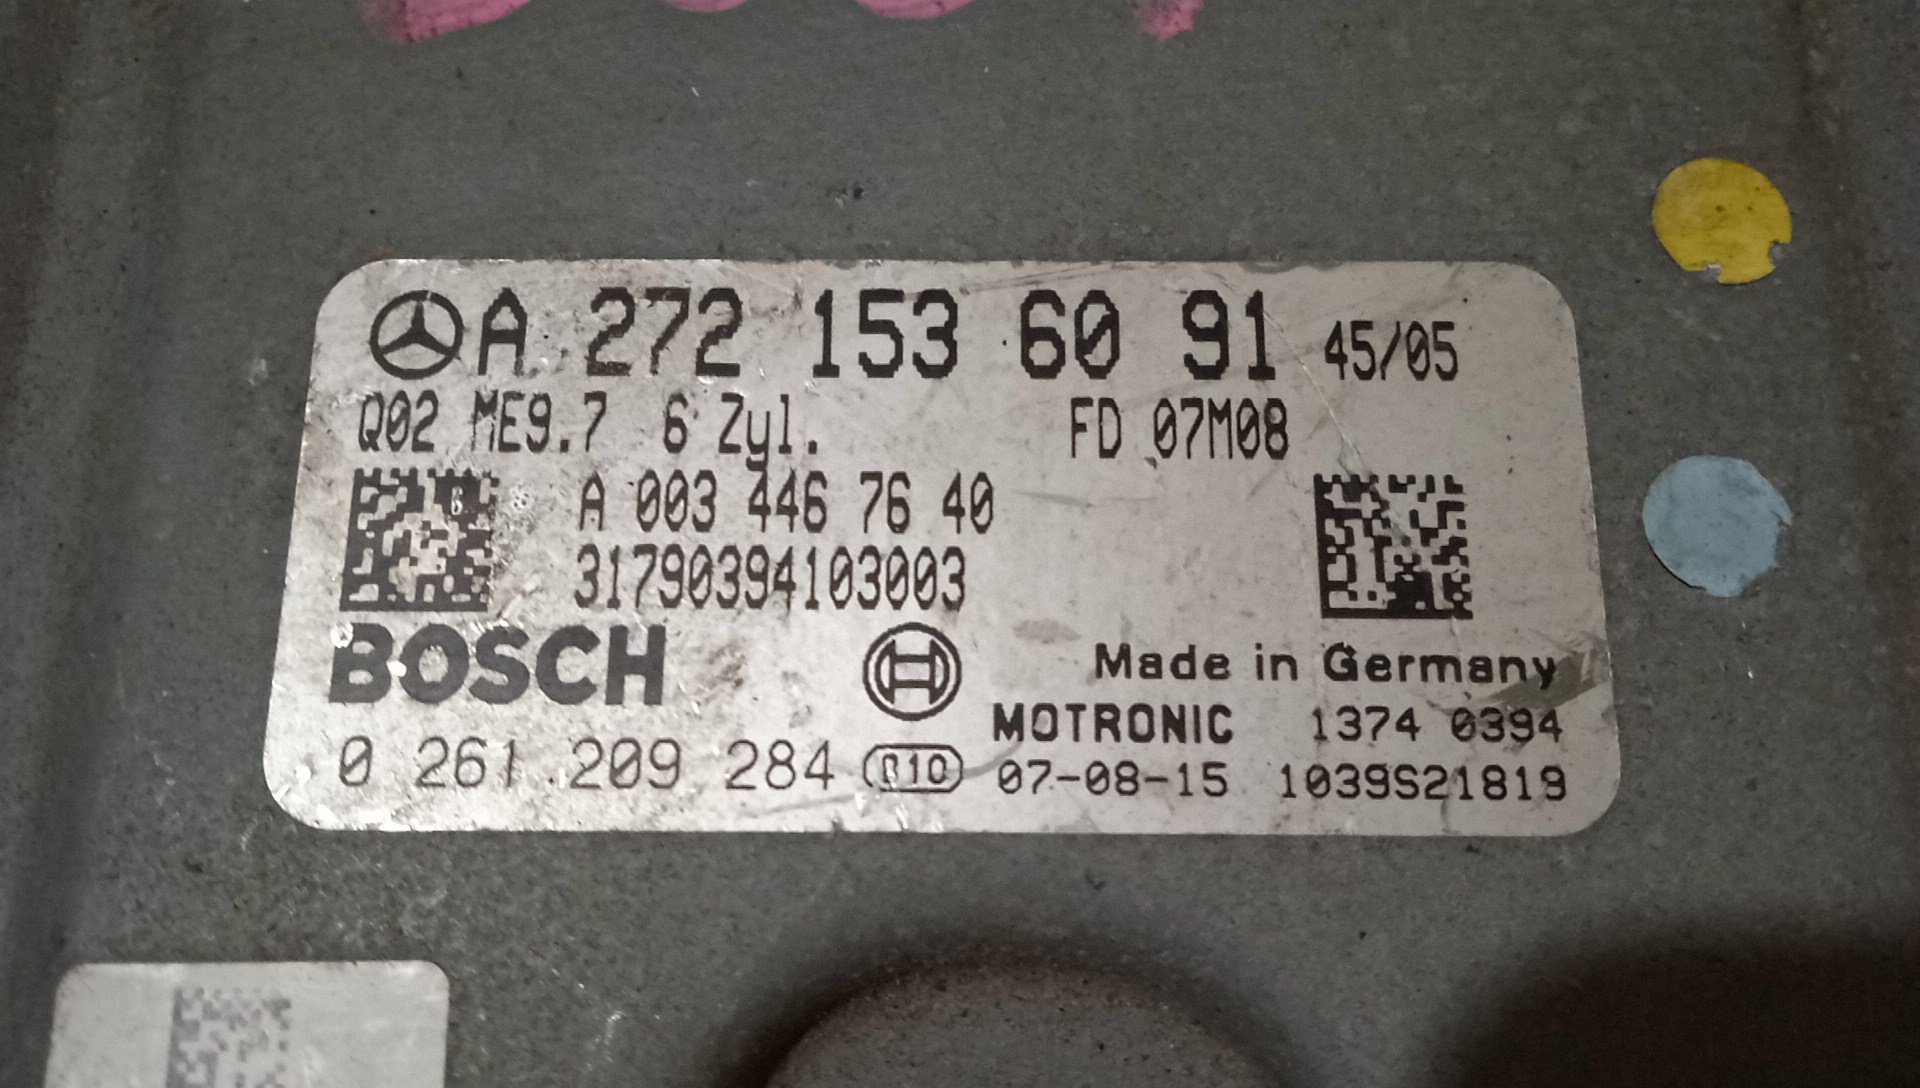 A 272 153 60 91 45/05
Q02 ME9.7 6 Zyl. FD 07M08
A 003 446 76 40
31790394103003
BOSCH
Made in Germany
MOTRONIC 1374 0394
0 261 209 284 07-08-15 1039S21819